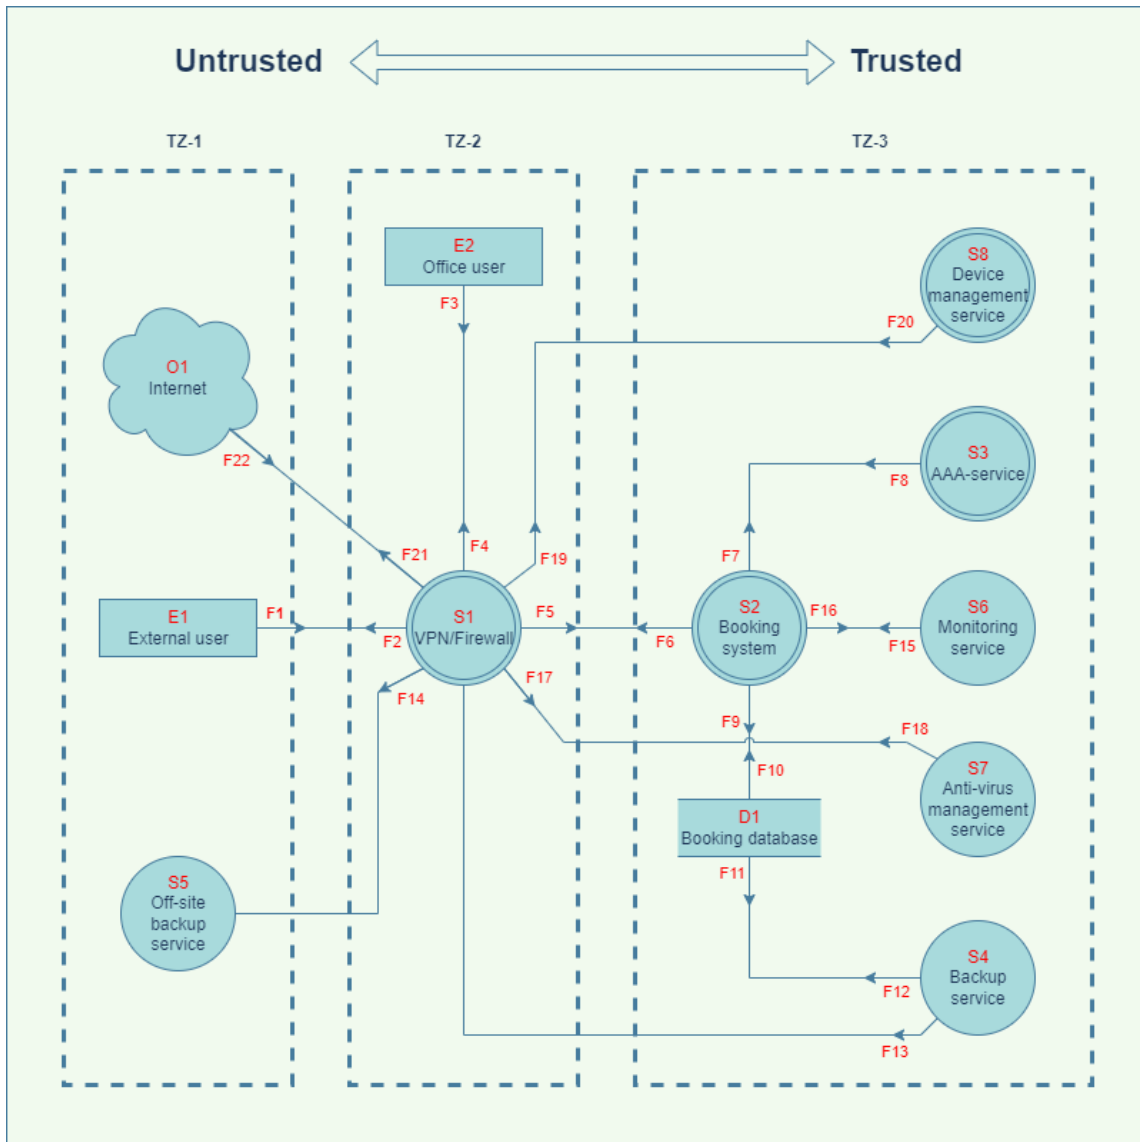 Untrusted
Trusted
TZ-1
TZ-2
TZ-3
E2
Office user
F3
S8
Device
management
service
F20
O1
Internet
F22
S3
AAA-service
F8
F21
F4
F19
F7
E1
External user
F1
F2
S1
VPN/Firewall
F5
F6
S2
Booking
system
F16
F15
S6
Monitoring
service
F14
F17
F9
F18
F10
S7
Anti-virus
management
service
D1
Booking database
F11
S5
Off-site
backup
service
S4
Backup
service
F12
F13